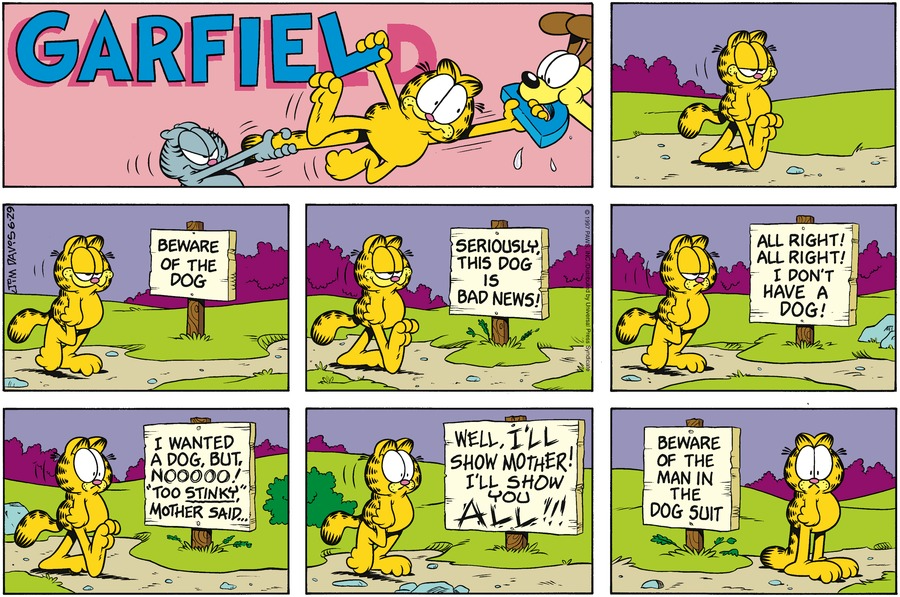 GARFIELD
JIM DAVIS 6-29
BEWARE
OF THE
DOG
SERIOUSLY,
THIS DOG
IS
BAD NEWS!
ALL RIGHT!
ALL RIGHT!
I DON'T
HAVE A
DOG!
I WANTED
A DOG, BUT,
NOOOOO!
"TOO STINKY,"
MOTHER SAID...
WELL, I'LL
SHOW MOTHER!
I'LL SHOW
YOU
ALL!!!
BEWARE
OF THE
MAN IN
THE
DOG SUIT